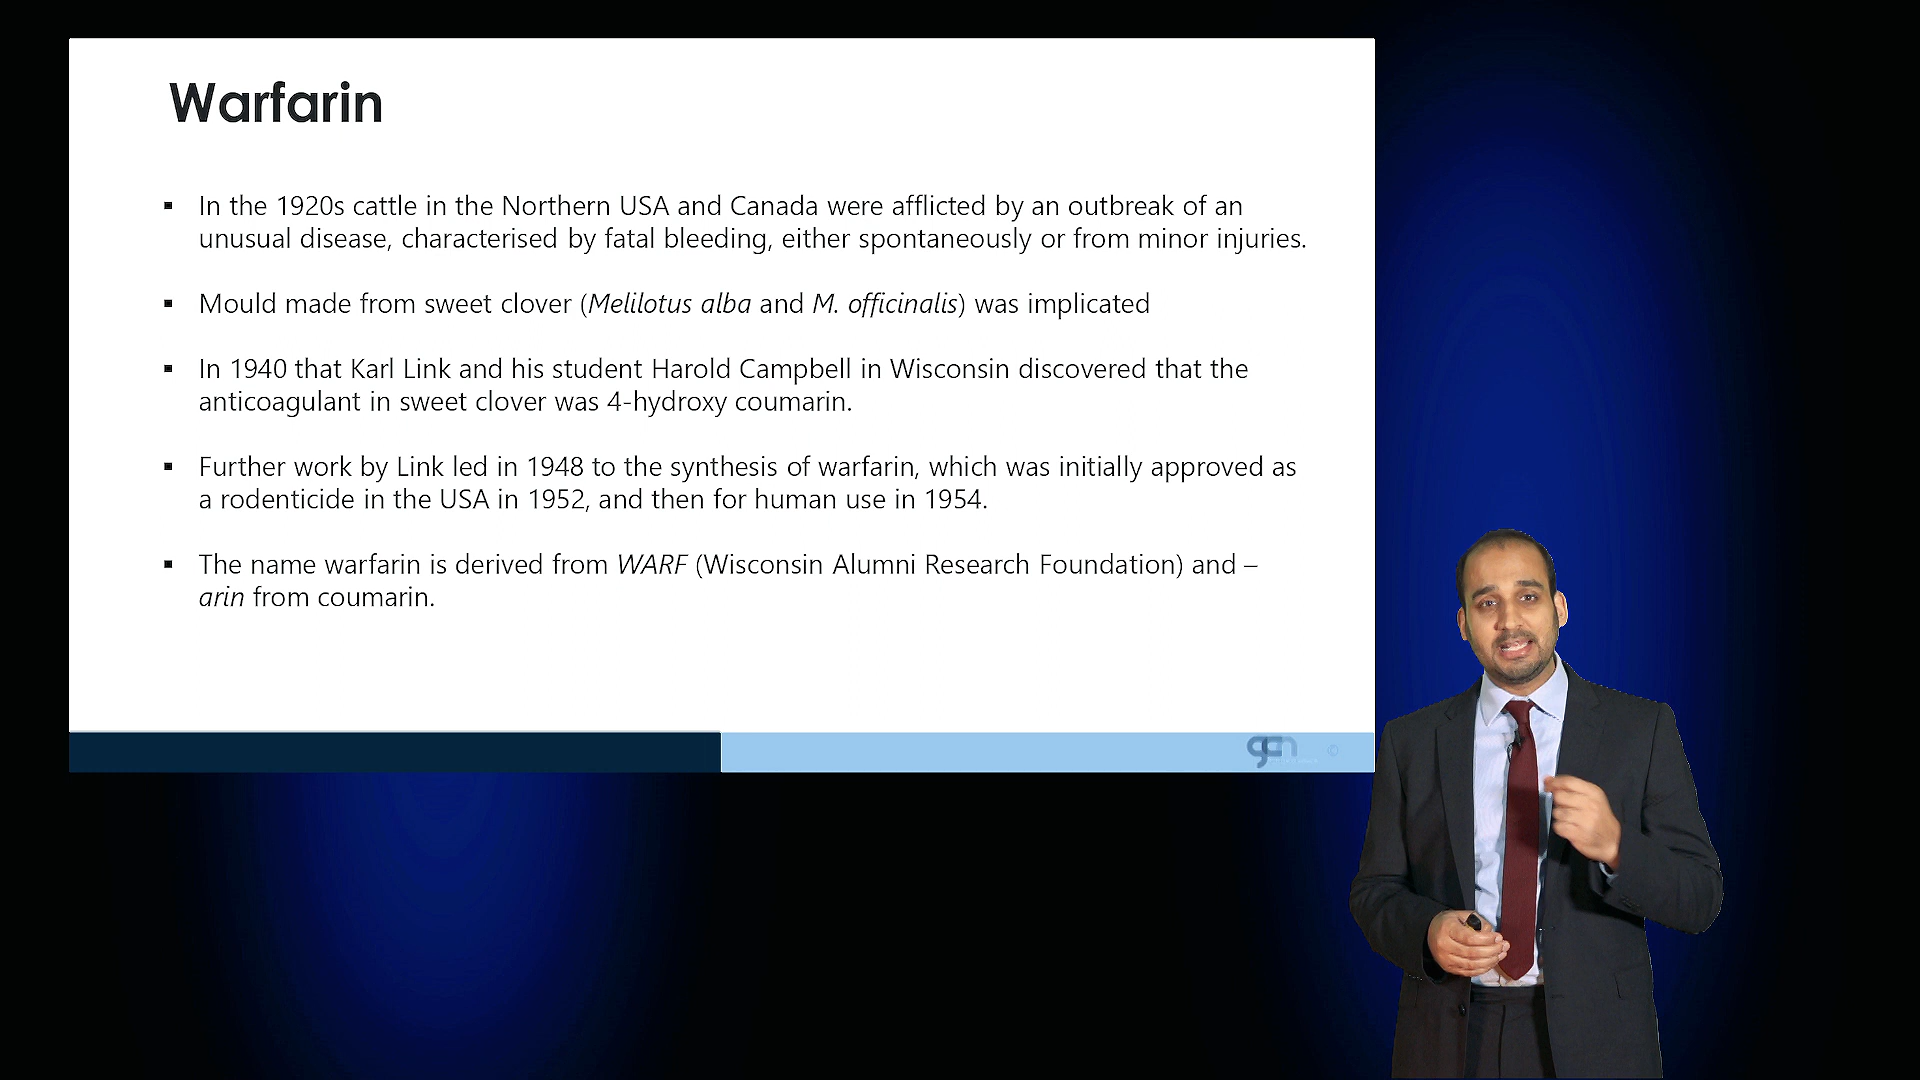 Warfarin
▪ In the 1920s cattle in the Northern USA and Canada were afflicted by an outbreak of an
unusual disease, characterised by fatal bleeding, either spontaneously or from minor injuries.
▪ Mould made from sweet clover (Melilotus alba and M. officinalis) was implicated
▪ In 1940 that Karl Link and his student Harold Campbell in Wisconsin discovered that the
anticoagulant in sweet clover was 4-hydroxy coumarin.
▪ Further work by Link led in 1948 to the synthesis of warfarin, which was initially approved as
a rodenticide in the USA in 1952, and then for human use in 1954.
▪ The name warfarin is derived from WARF (Wisconsin Alumni Research Foundation) and –
arin from coumarin.
gcn ©